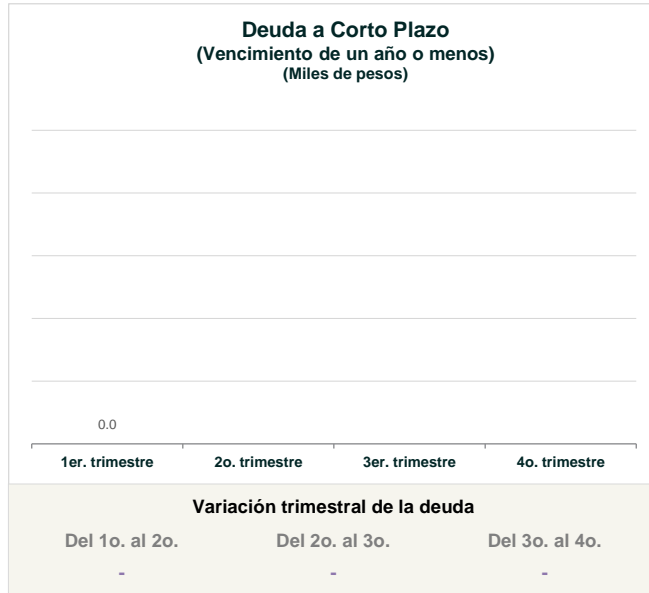 Deuda a Corto Plazo
(Vencimiento de un año o menos)
(Miles de pesos)
0.0
1er. trimestre 2o. trimestre 3er. trimestre 4o. trimestre
Variación trimestral de la deuda
Del 1o. al 2o. Del 2o. al 3o. Del 3o. al 4o.
- - -